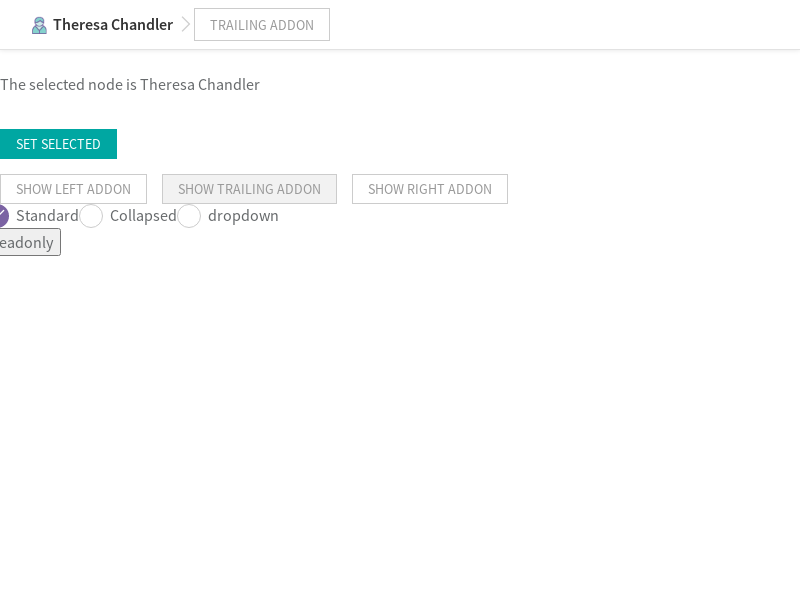 Theresa Chandler TRAILING ADDON
The selected node is Theresa Chandler
SET SELECTED
SHOW LEFT ADDON SHOW TRAILING ADDON SHOW RIGHT ADDON
Standard Collapsed dropdown
eadonly